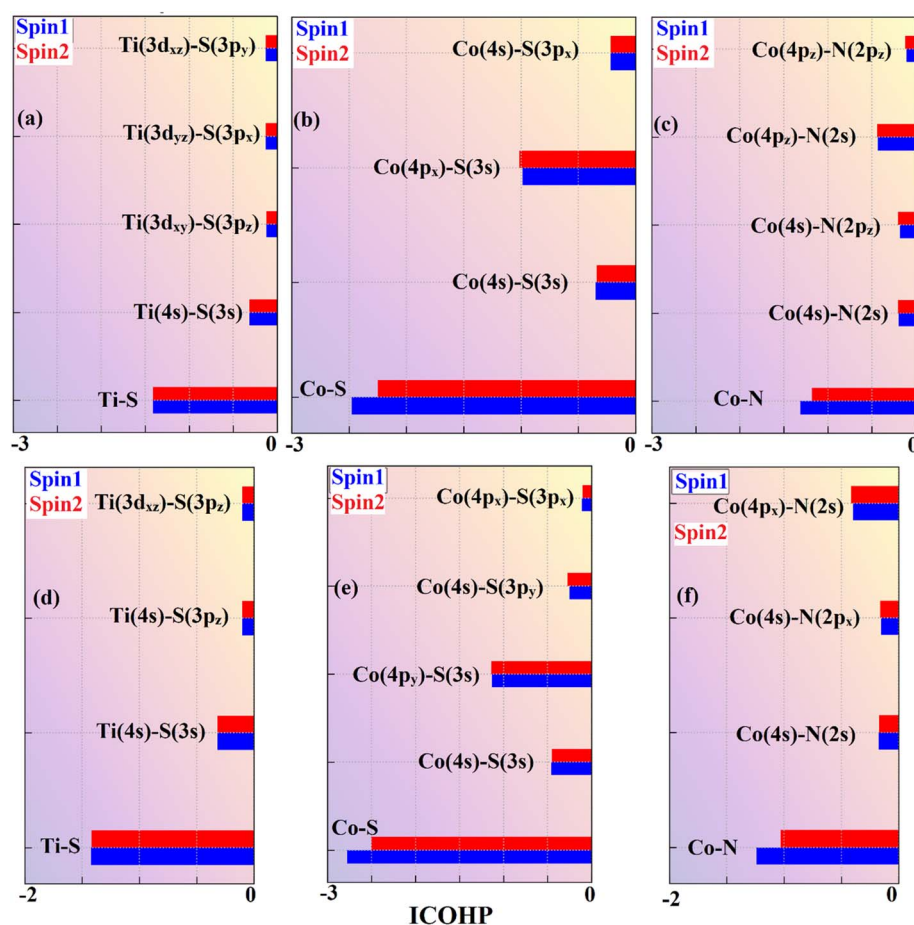 Spin1
Spin2
(a)
Ti(3dxz)-S(3py)
Ti(3dyz)-S(3px)
Ti(3dxy)-S(3pz)
Ti(4s)-S(3s)
Ti-S
-3
0
Spin1
Spin2
(b)
Co(4s)-S(3px)
Co(4px)-S(3s)
Co(4s)-S(3s)
Co-S
-3
0
Spin1
Spin2
(c)
Co(4pz)-N(2pz)
Co(4pz)-N(2s)
Co(4s)-N(2pz)
Co(4s)-N(2s)
Co-N
-3
0
Spin1
Spin2
(d)
Ti(3dxz)-S(3pz)
Ti(4s)-S(3pz)
Ti(4s)-S(3s)
Ti-S
-2
0
Spin1
Spin2
(e)
Co(4px)-S(3px)
Co(4s)-S(3py)
Co(4py)-S(3s)
Co(4s)-S(3s)
Co-S
-3
0
Spin1
Spin2
(f)
Co(4px)-N(2s)
Co(4s)-N(2px)
Co(4s)-N(2s)
Co-N
-2
0
ICOHP